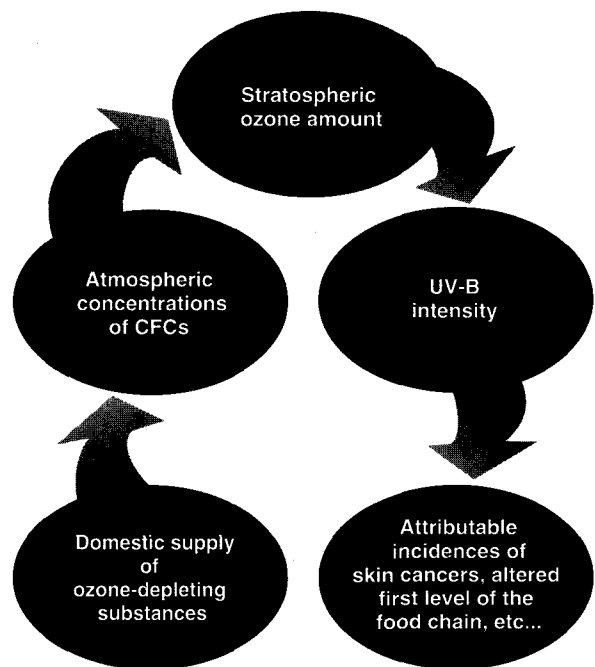 Stratospheric
ozone amount
Atmospheric
concentrations
of CFCs
UV-B
intensity
Domestic supply
of
ozone-depleting
substances
Attributable
incidences of
skin cancers, altered
first level of the
food chain, etc...